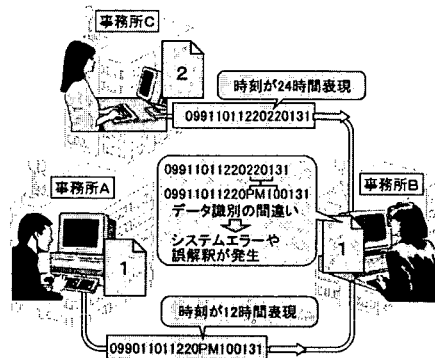 事務所C
2
時刻が24時間表現
09911011220220131
09911011220220131
09911011220PM100131
データ識別の間違い
システムエラーや
誤解釈が発生
事務所A
1
事務所B
1
時刻が12時間表現
099011011220PM100131